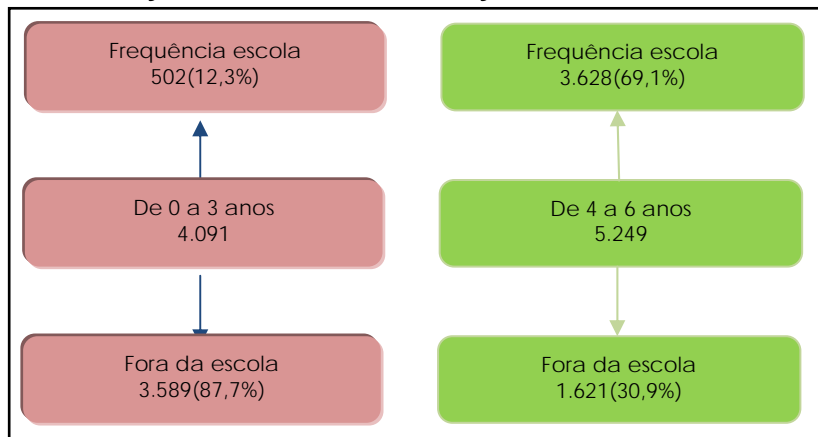 Frequência escola
502(12,3%)
De 0 a 3 anos
4.091
Fora da escola
3.589(87,7%)
Frequência escola
3.628(69,1%)
De 4 a 6 anos
5.249
Fora da escola
1.621(30,9%)